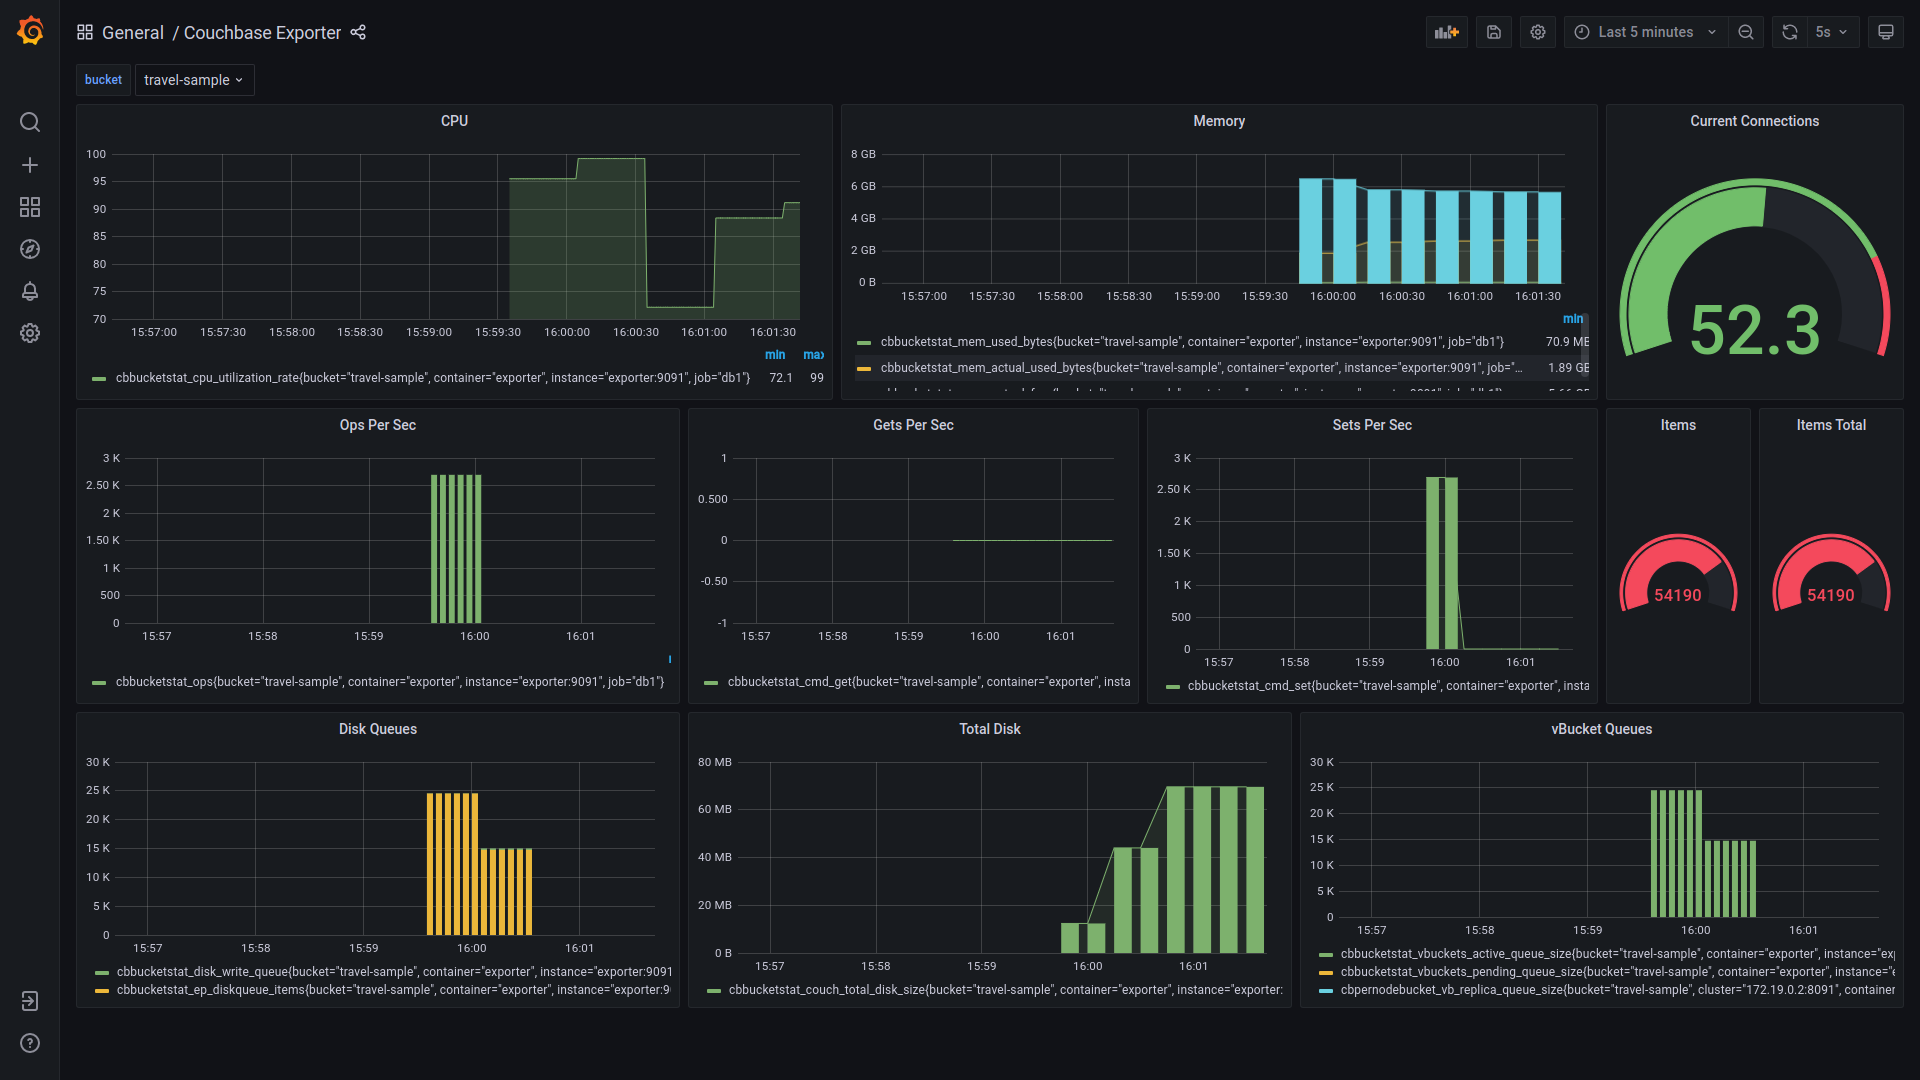 General / Couchbase Exporter
Last 5 minutes
5s
bucket
travel-sample
CPU
100
95
90
85
80
75
70
15:57:00 15:57:30 15:58:00 15:58:30 15:59:00 15:59:30 16:00:00 16:00:30 16:01:00 16:01:30
min max
cbbucketstat_cpu_utilization_rate{bucket="travel-sample", container="exporter", instance="exporter:9091", job="db1"} 72.1 99
Memory
8 GB
6 GB
4 GB
2 GB
0 B
15:57:00 15:57:30 15:58:00 15:58:30 15:59:00 15:59:30 16:00:00 16:00:30 16:01:00 16:01:30
min
cbbucketstat_mem_used_bytes{bucket="travel-sample", container="exporter", instance="exporter:9091", job="db1"} 70.9 MB
cbbucketstat_mem_actual_used_bytes{bucket="travel-sample", container="exporter", instance="exporter:9091", job="... 1.89 GB
Current Connections
52.3
Ops Per Sec
3 K
2.50 K
2 K
1.50 K
1 K
500
0
15:57 15:58 15:59 16:00 16:01
cbbucketstat_ops{bucket="travel-sample", container="exporter", instance="exporter:9091", job="db1"}
Gets Per Sec
1
0.500
0
-0.50
-1
15:57 15:58 15:59 16:00 16:01
cbbucketstat_cmd_get{bucket="travel-sample", container="exporter", insta
Sets Per Sec
3 K
2.50 K
2 K
1.50 K
1 K
500
0
15:57 15:58 15:59 16:00 16:01
cbbucketstat_cmd_set{bucket="travel-sample", container="exporter", insta
Items
54190
Items Total
54190
Disk Queues
30 K
25 K
20 K
15 K
10 K
5 K
0
15:57 15:58 15:59 16:00 16:01
cbbucketstat_disk_write_queue{bucket="travel-sample", container="exporter", instance="exporter:9091
cbbucketstat_ep_diskqueue_items{bucket="travel-sample", container="exporter", instance="exporter:9
Total Disk
80 MB
60 MB
40 MB
20 MB
0 B
15:57 15:58 15:59 16:00 16:01
cbbucketstat_couch_total_disk_size{bucket="travel-sample", container="exporter", instance="exporter:
vBucket Queues
30 K
25 K
20 K
15 K
10 K
5 K
0
15:57 15:58 15:59 16:00 16:01
cbbucketstat_vbuckets_active_queue_size{bucket="travel-sample", container="exporter", instance="ex
cbbucketstat_vbuckets_pending_queue_size{bucket="travel-sample", container="exporter", instance="e
cbpernodebucket_vb_replica_queue_size{bucket="travel-sample", cluster="172.19.0.2:8091", container